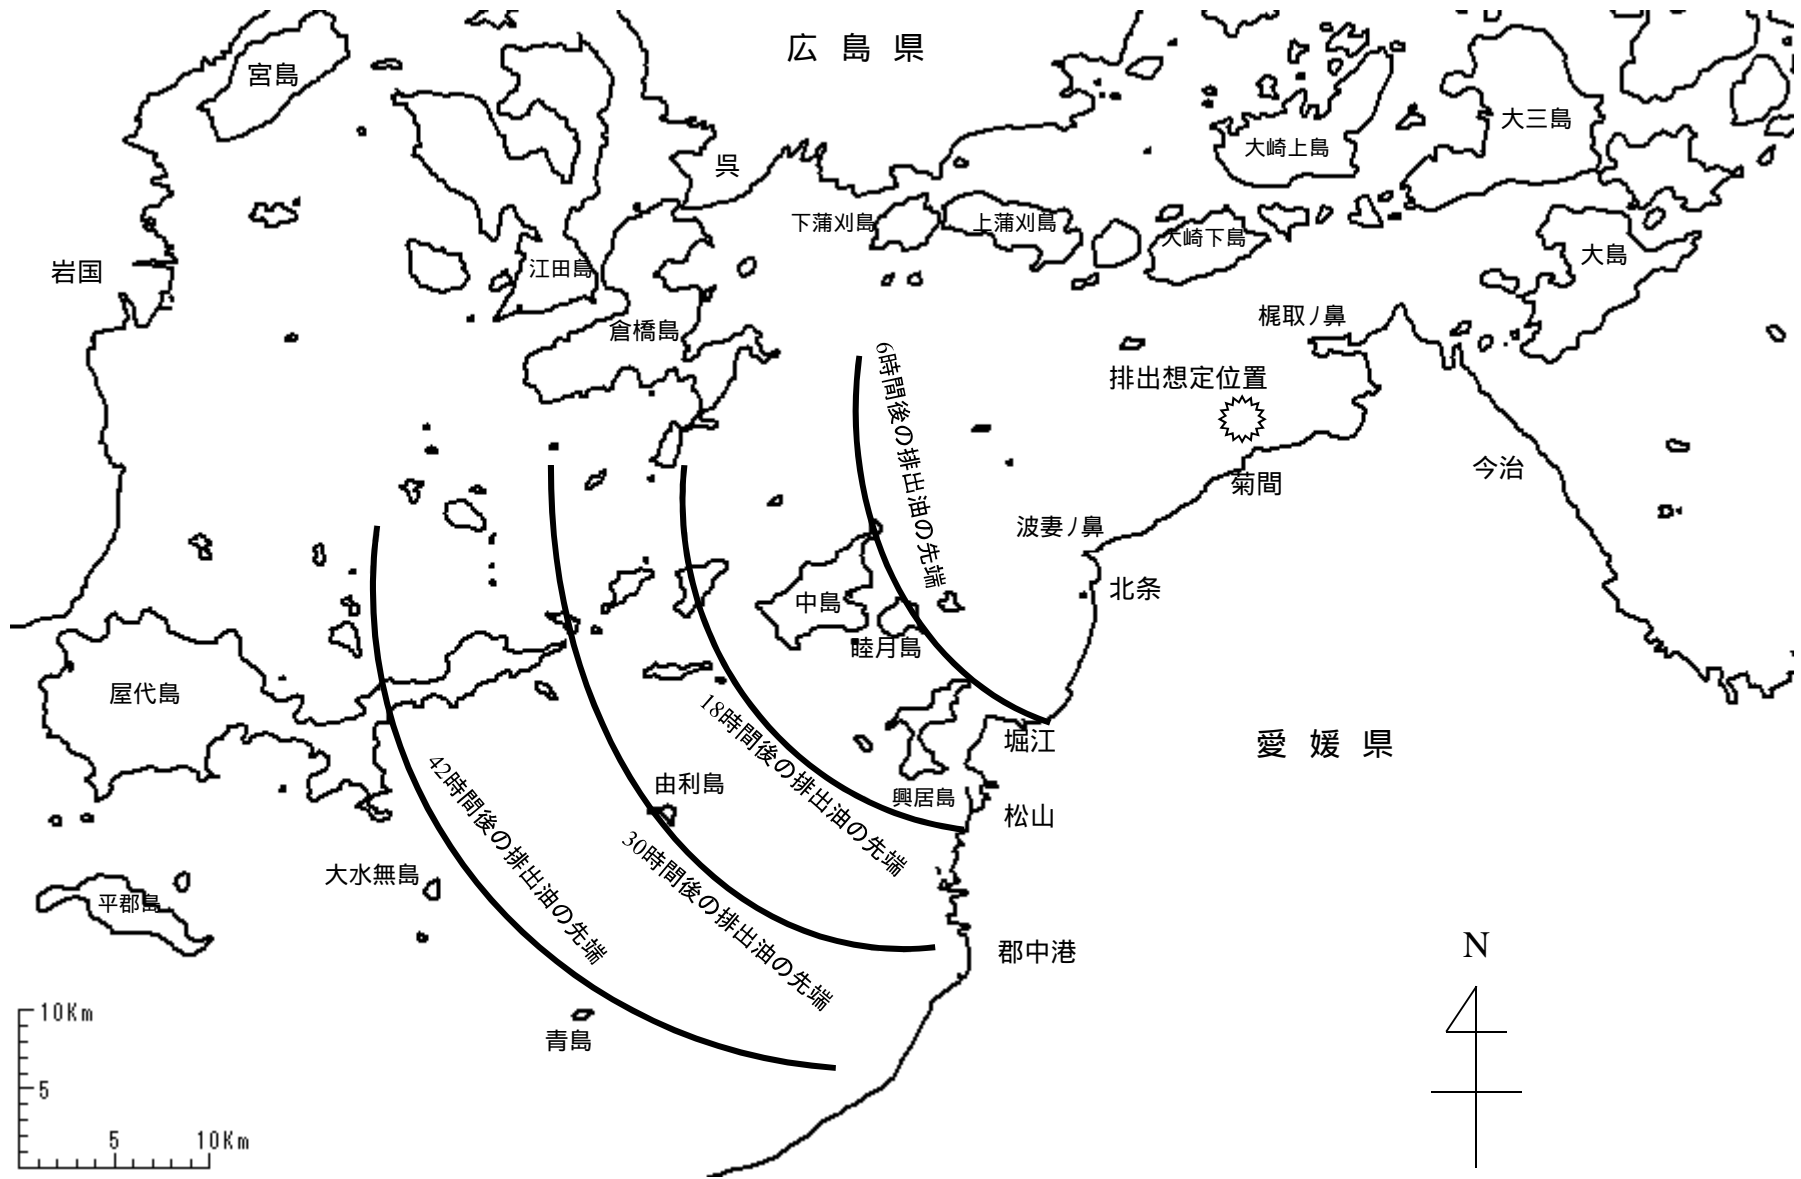 広島県
宮島
大三島
大崎上島
呉
下蒲刈島
上蒲刈島
大崎下島
大島
岩国
江田島
倉橋島
梶取ノ鼻
排出想定位置
6時間後の排出油の先端
今治
菊間
波妻ノ鼻
北条
中島
睦月島
屋代島
18時間後の排出油の先端
堀江
愛媛県
42時間後の排出油の先端
由利島
興居島
松山
30時間後の排出油の先端
大水無島
平郡島
郡中港
N
10Km
青島
5
5
10Km